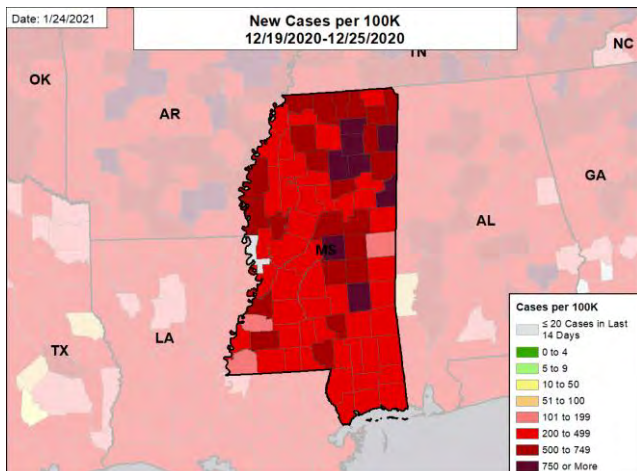 Date: 1/24/2021
New Cases per 100K
12/19/2020-12/25/2020
NC
TN
OK
AR
GA
AL
MS
LA
TX
Cases per 100K
≤ 20 Cases in Last
14 Days
0 to 4
5 to 9
10 to 50
51 to 100
101 to 199
200 to 499
500 to 749
750 or More